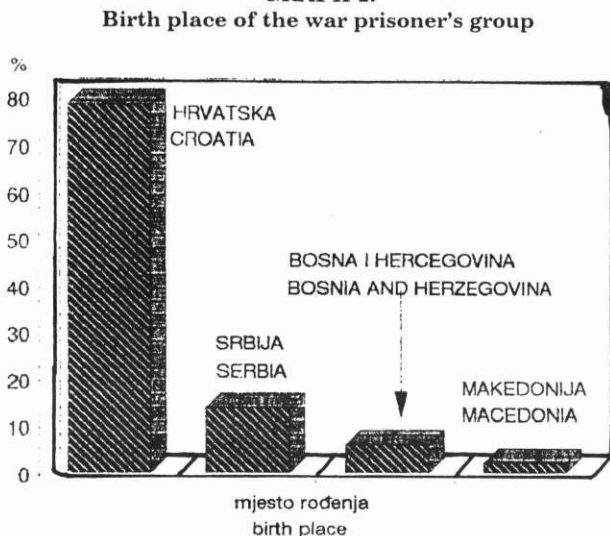 Birth place of the war prisoner's group
%
80
70
60
50
40
30
20
10
0
HRVATSKA
CROATIA
SRBIJA
SERBIA
BOSNA I HERCEGOVINA
BOSNIA AND HERZEGOVINA
MAKEDONIJA
MACEDONIA
mjesto rođenja
birth place